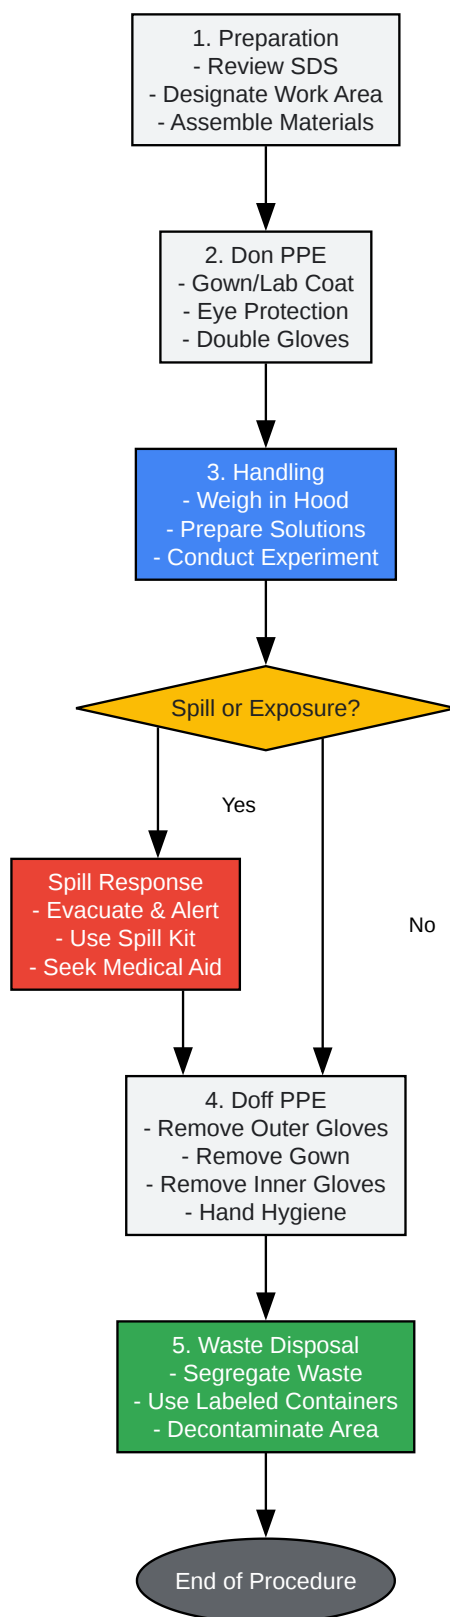 1. Preparation
- Review SDS
- Designate Work Area
- Assemble Materials
2. Don PPE
- Gown/Lab Coat
- Eye Protection
- Double Gloves
3. Handling
- Weigh in Hood
- Prepare Solutions
- Conduct Experiment
Spill or Exposure?
Yes
Spill Response
- Evacuate & Alert
- Use Spill Kit
- Seek Medical Aid
No
4. Doff PPE
- Remove Outer Gloves
- Remove Gown
- Remove Inner Gloves
- Hand Hygiene
5. Waste Disposal
- Segregate Waste
- Use Labeled Containers
- Decontaminate Area
End of Procedure